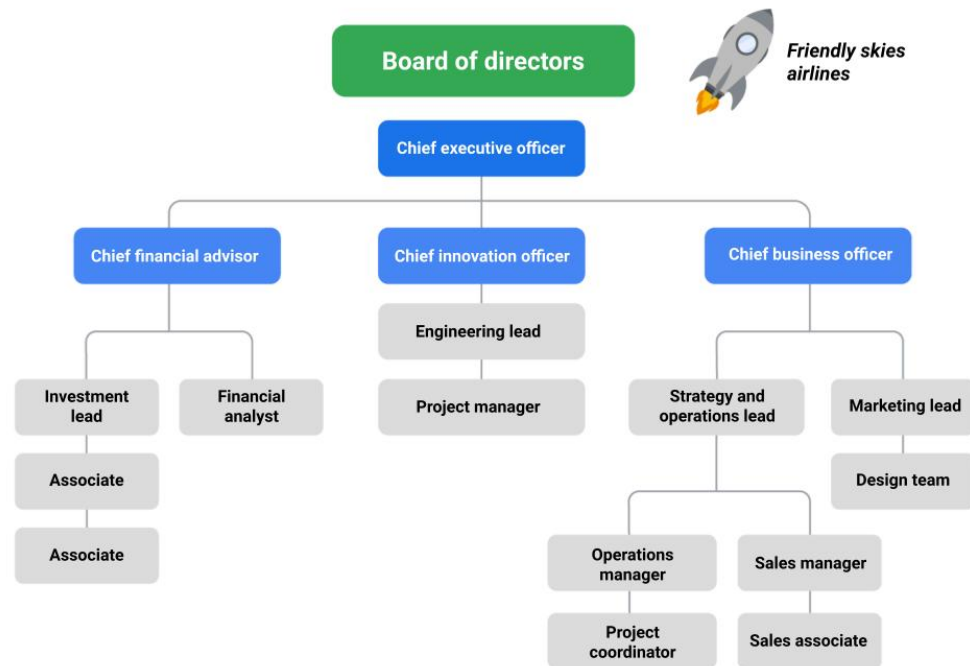 Board of directors
Friendly skies
airlines
Chief executive officer
Chief financial advisor
Chief innovation officer
Chief business officer
Engineering lead
Investment
lead
Financial
analyst
Project manager
Strategy and
operations lead
Marketing lead
Associate
Design team
Associate
Operations
manager
Sales manager
Project
coordinator
Sales associate